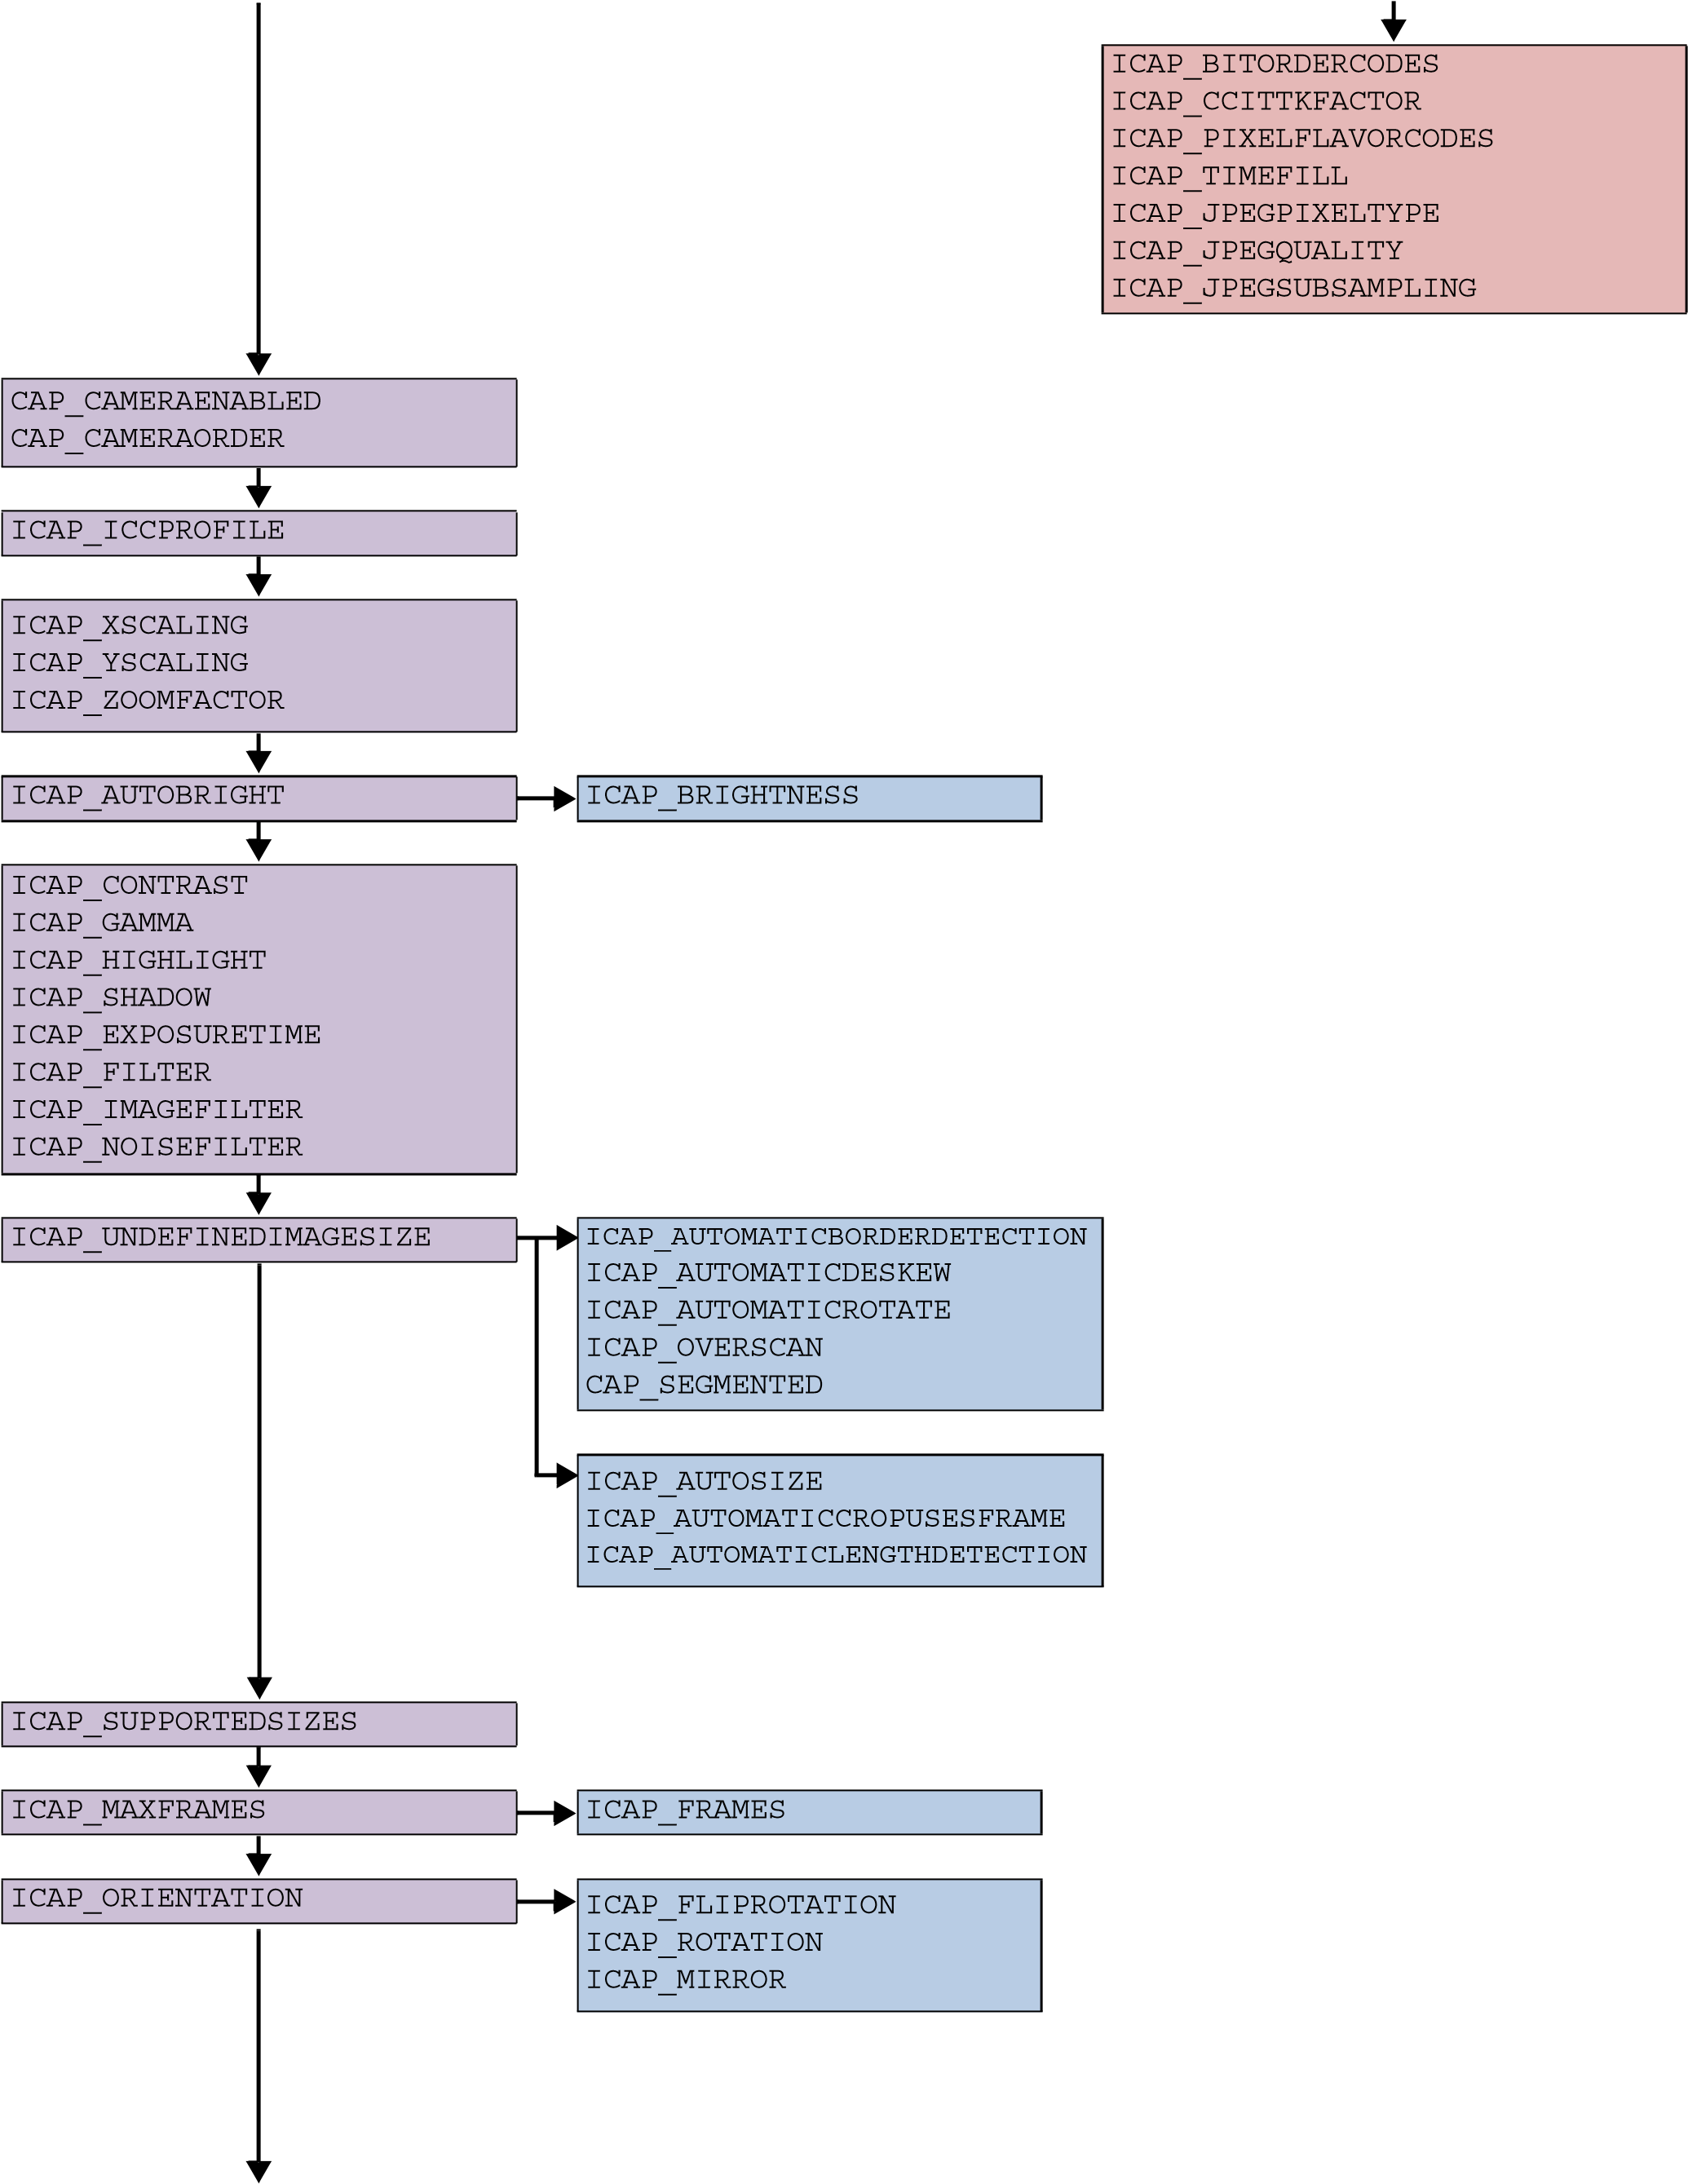 ICAP_BITORDERCODES
ICAP_CCITTKFACTOR
ICAP_PIXELFLAVORCODES
ICAP_TIMEFILL
ICAP_JPEGPIXELTYPE
ICAP_JPEGQUALITY
ICAP_JPEGSUBSAMPLING
CAP_CAMERAENABLED
CAP_CAMERAORDER
ICAP_ICCPROFILE
ICAP_XSCALING
ICAP_YSCALING
ICAP_ZOOMFACTOR
ICAP_AUTOBRIGHT
ICAP_BRIGHTNESS
ICAP_CONTRAST
ICAP_GAMMA
ICAP_HIGHLIGHT
ICAP_SHADOW
ICAP_EXPOSURETIME
ICAP_FILTER
ICAP_IMAGEFILTER
ICAP_NOISEFILTER
ICAP_UNDEFINEDIMAGESIZE
ICAP_AUTOMATICBORDERDETECTION
ICAP_AUTOMATICDESKEW
ICAP_AUTOMATICROTATE
ICAP_OVERSCAN
CAP_SEGMENTED
ICAP_AUTOSIZE
ICAP_AUTOMATICCROPUSESFRAME
ICAP_AUTOMATICLENGTHDETECTION
ICAP_SUPPORTEDSIZES
ICAP_MAXFRAMES
ICAP_FRAMES
ICAP_ORIENTATION
ICAP_FLIPROTATION
ICAP_ROTATION
ICAP_MIRROR